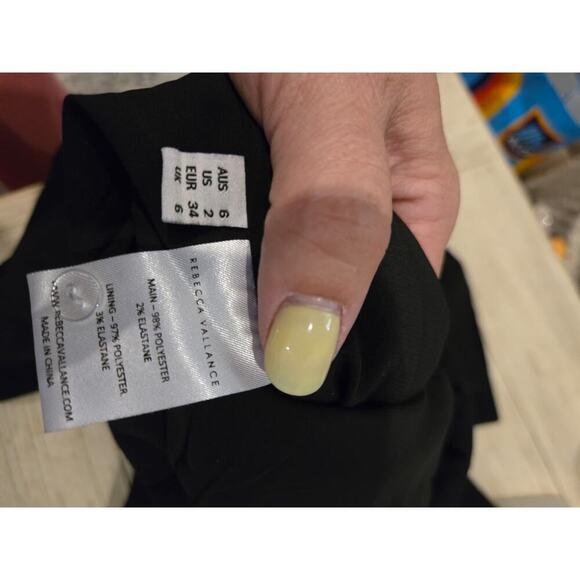 AUS 6
US 2
EUR 34
UK 6
REBECCA VALLANCE
MAIN – 98% POLYESTER
2% ELASTANE
LINING – 97% POLYESTER
3% ELASTANE
WWW.REBECCAVALLANCE.COM
MADE IN CHINA